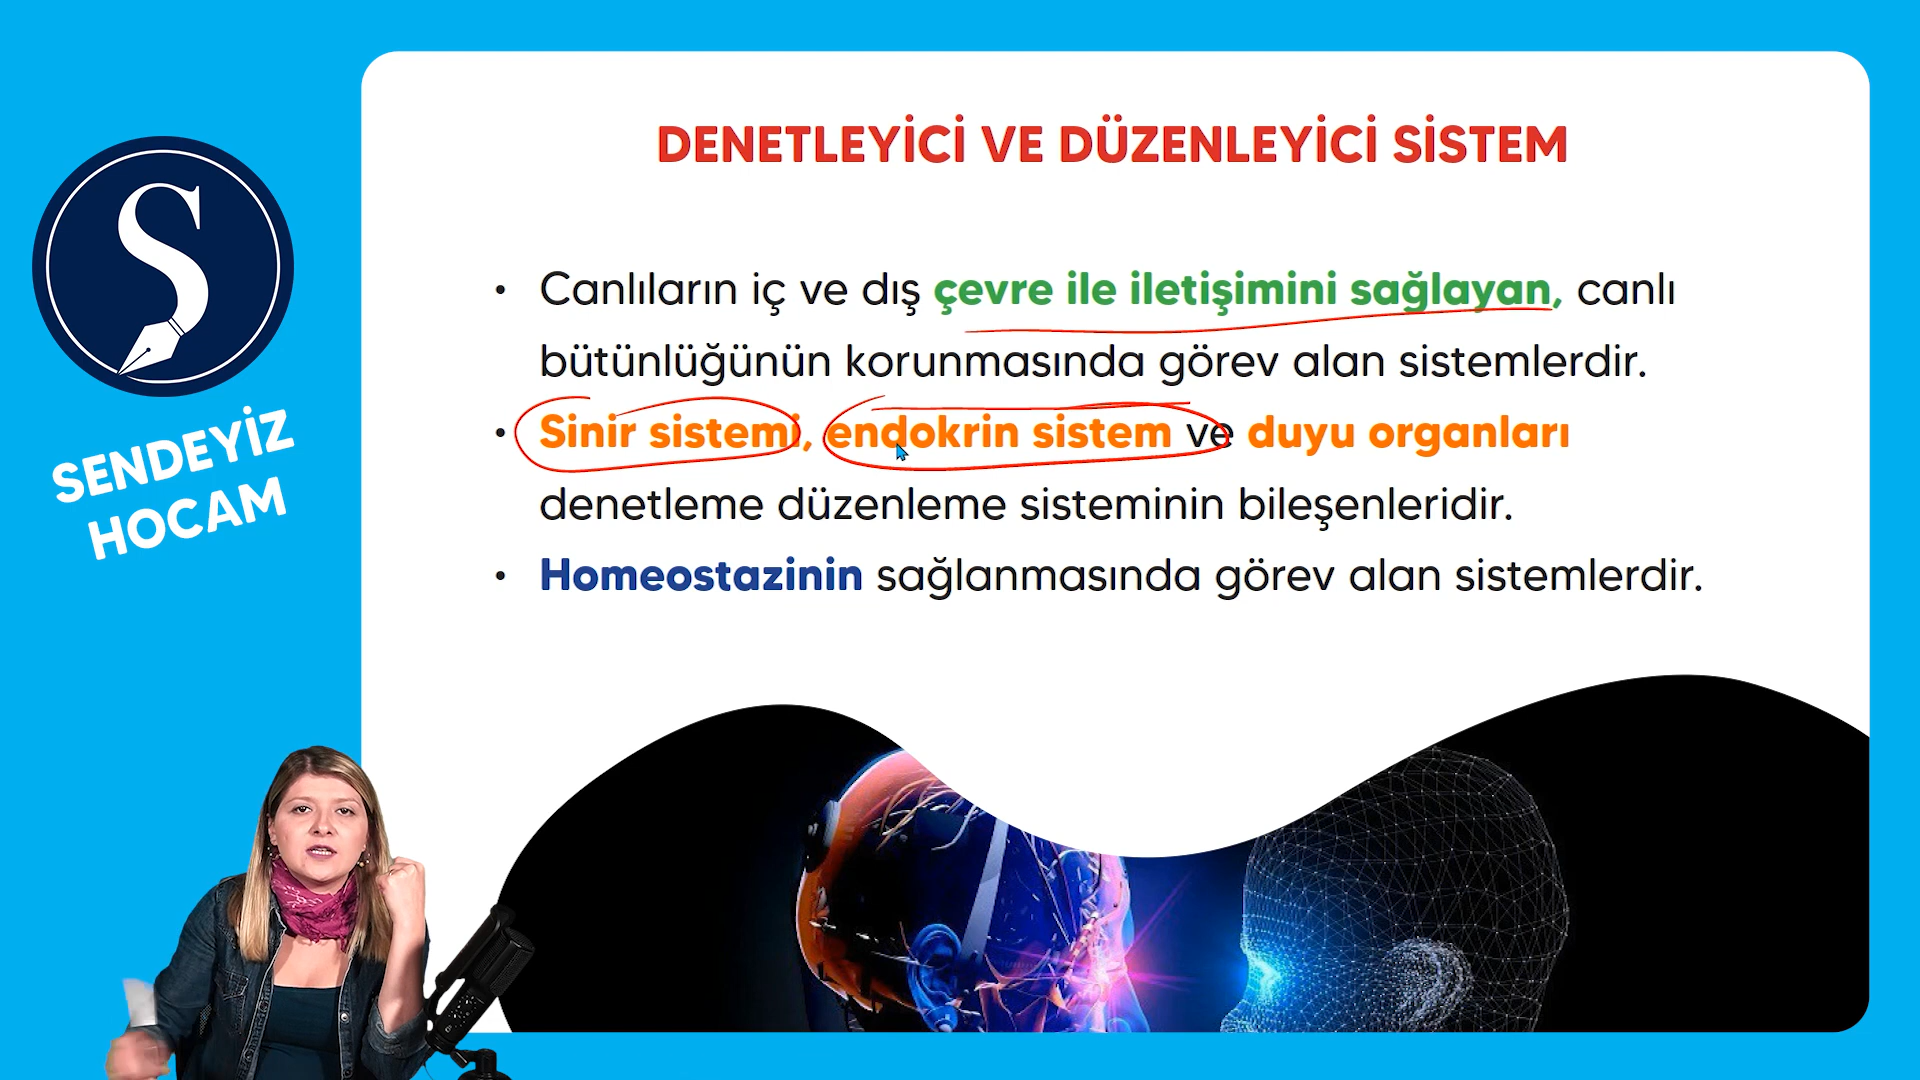 DENETLEYİCİ VE DÜZENLEYİCİ SİSTEM
• Canlıların iç ve dış çevre ile iletişimini sağlayan, canlı
bütünlüğünün korunmasında görev alan sistemlerdir.
• Sinir sistemi, endokrin sistem ve duyu organları
denetleme düzenleme sisteminin bileşenleridir.
• Homeostazinin sağlanmasında görev alan sistemlerdir.
S
SENDEYİZ
HOCAM